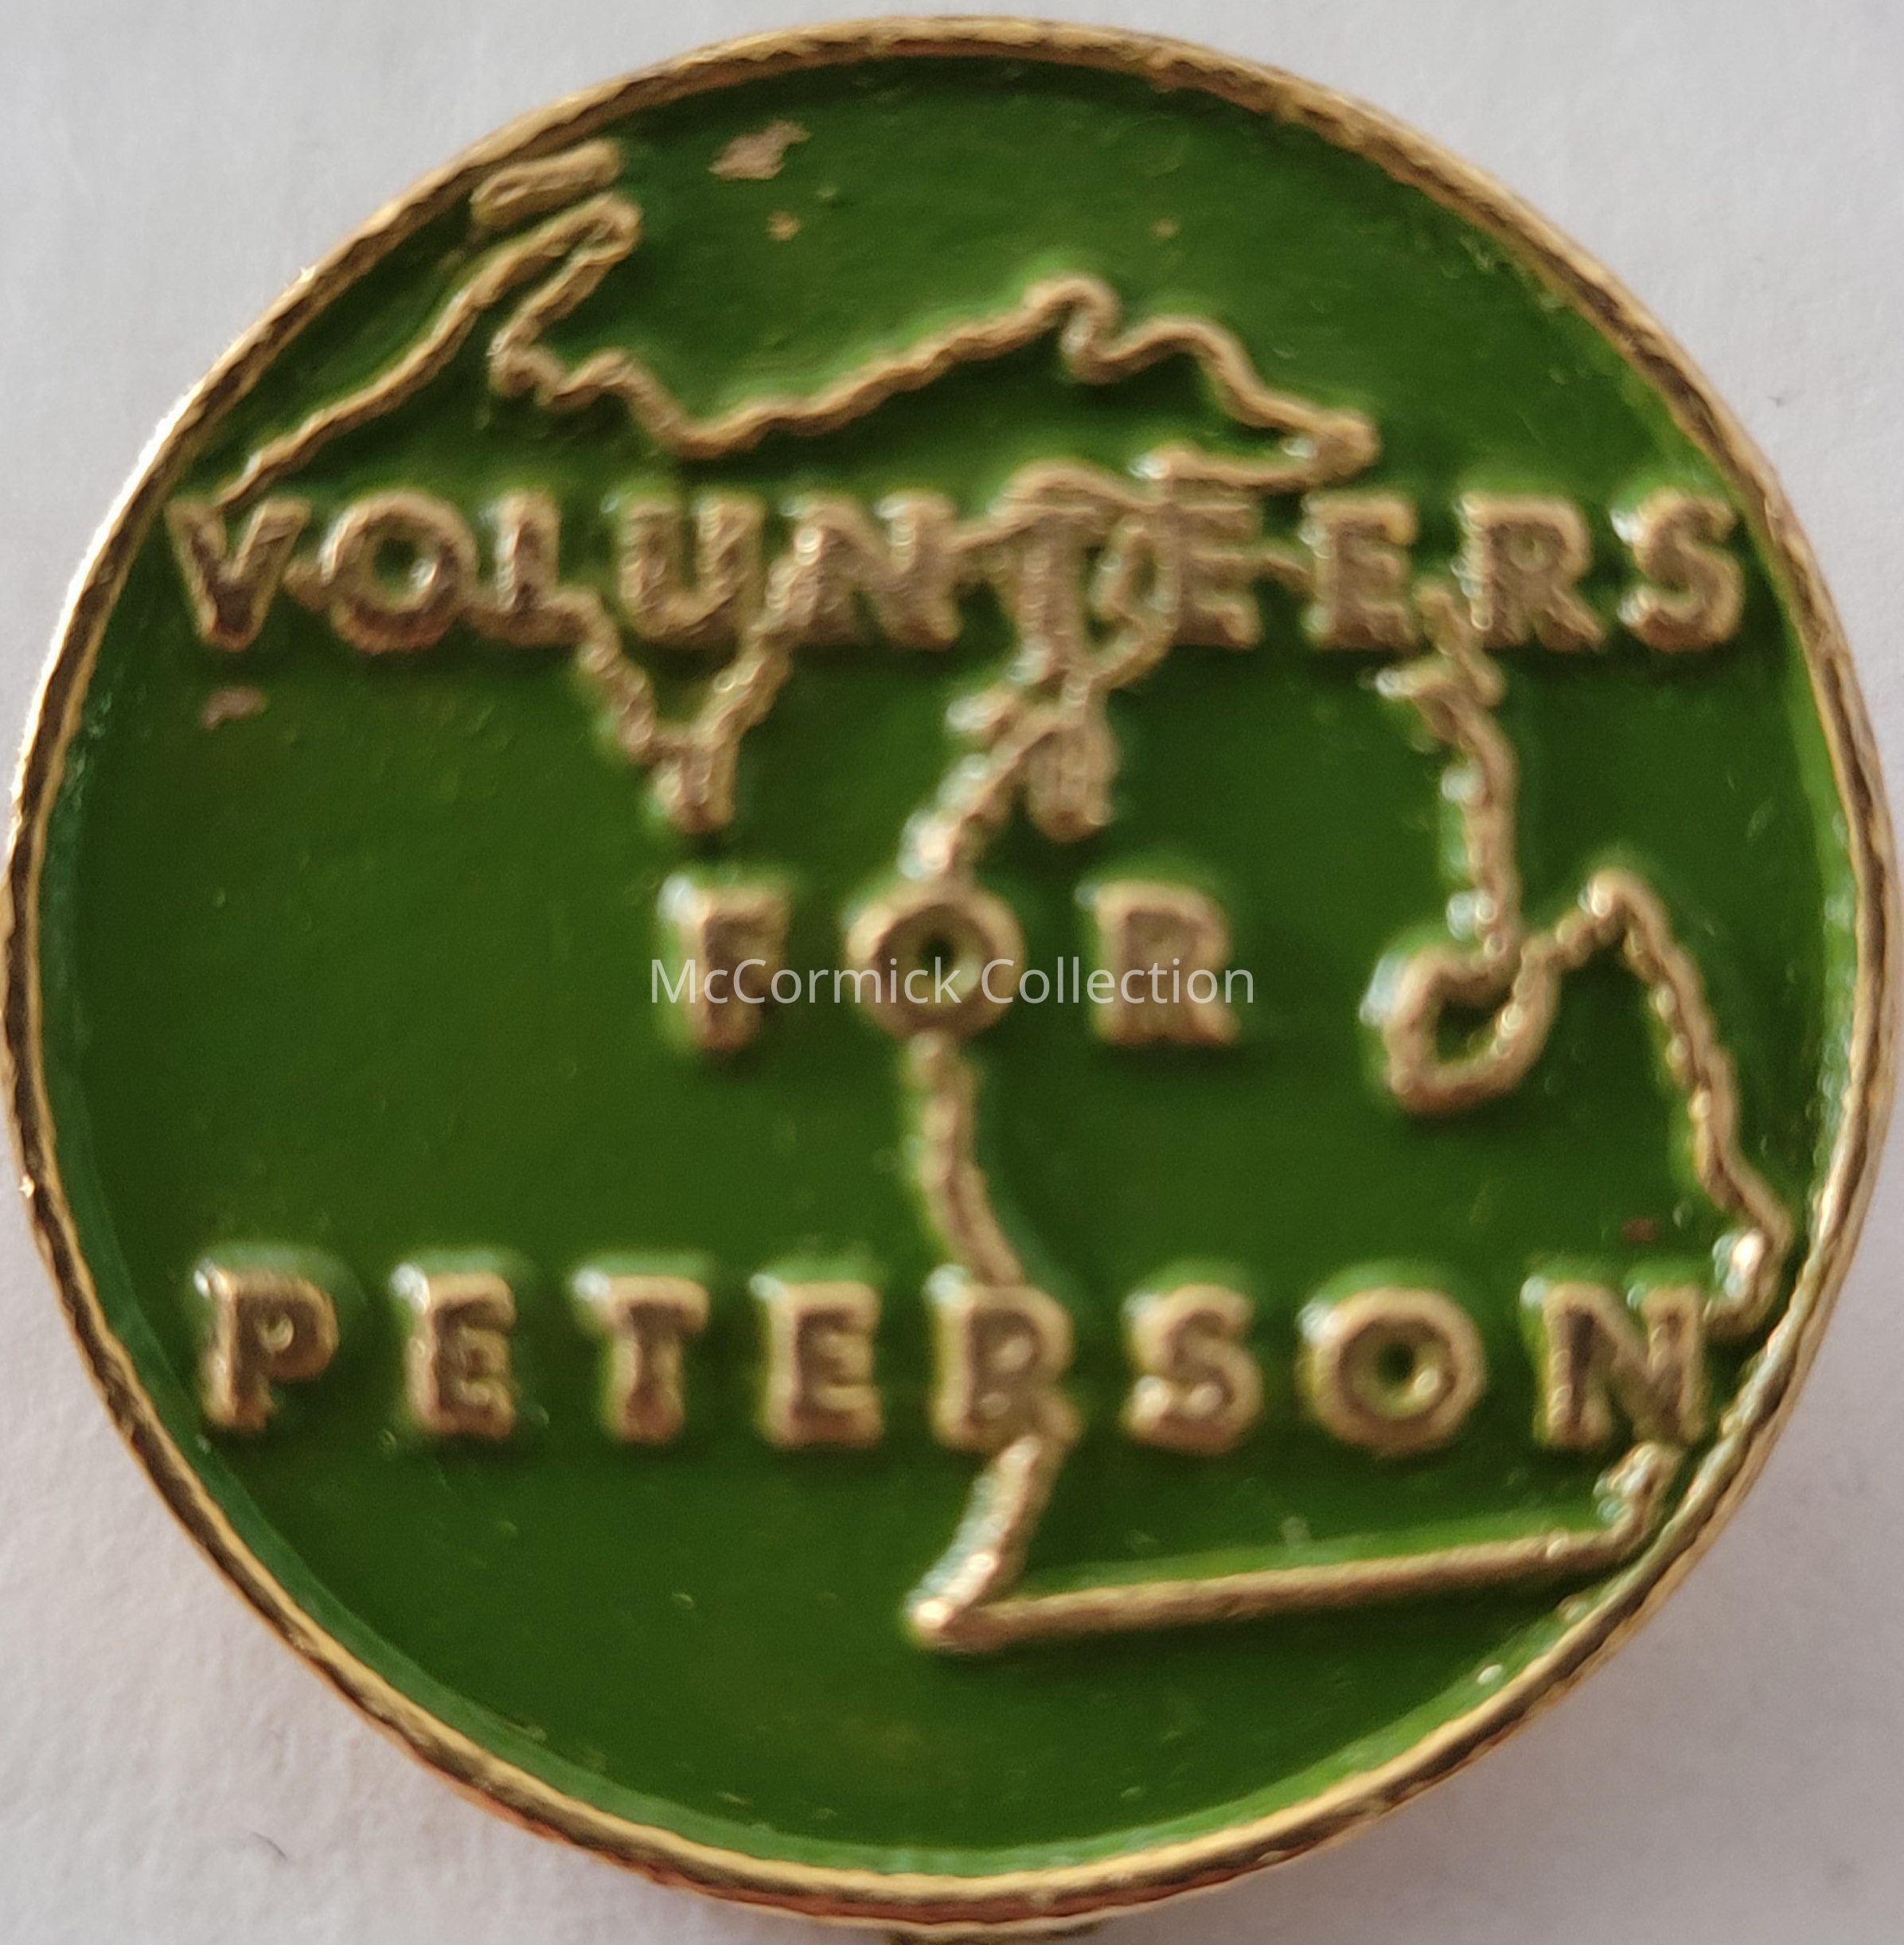 VOLUNTEERS
FOR
McCormick Collection
PETERSON